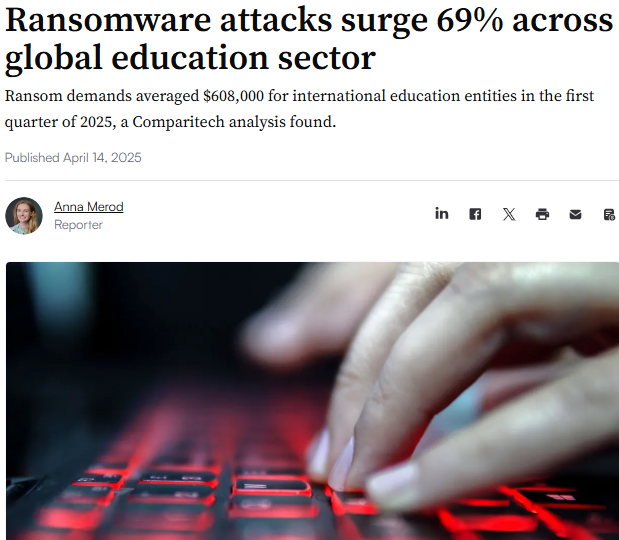 Ransomware attacks surge 69% across
global education sector
Ransom demands averaged $608,000 for international education entities in the first
quarter of 2025, a Comparitech analysis found.
Published April 14, 2025
Anna Merod
Reporter